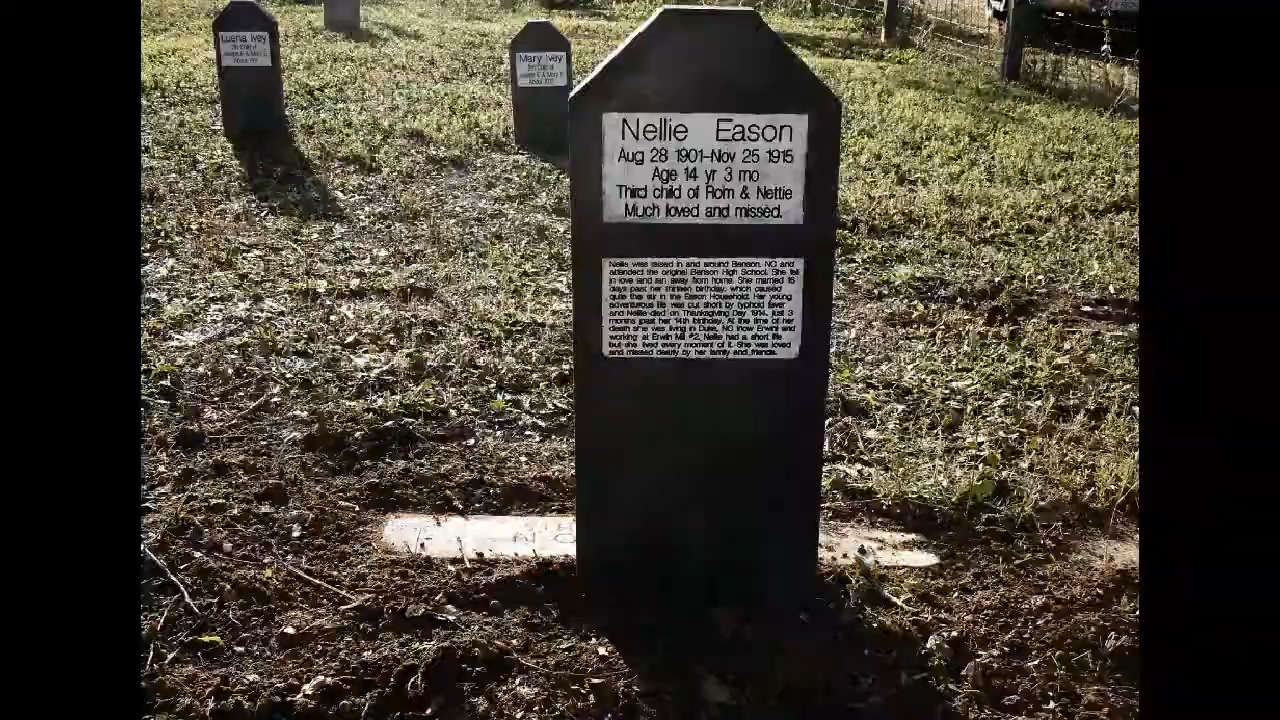 Luena Ivey
Mary Ivey
Nellie Eason
Aug 28 1901-Nov 25 1915
Age 14 yr 3 mo
Third child of Rom & Nettie
Much loved and missed.
Nellie was raised in and around Benson, NC and
attended the original Benson High School. She fell
in love and ran away from home. She married 15
days past her thirteen birthday, which caused
quite the stir in the Eason Household. Her young
adventurous life was cut short by typhoid fever
and Nellie died on Thanksgiving Day 1914, just 3
months past her 14th birthday. At the time of her
death she was living in Duke, NC (now Erwin) and
working at Erwin Mill #2. Nellie had a short life
but she lived every moment of it. She was loved
and missed dearly by her family and friends.